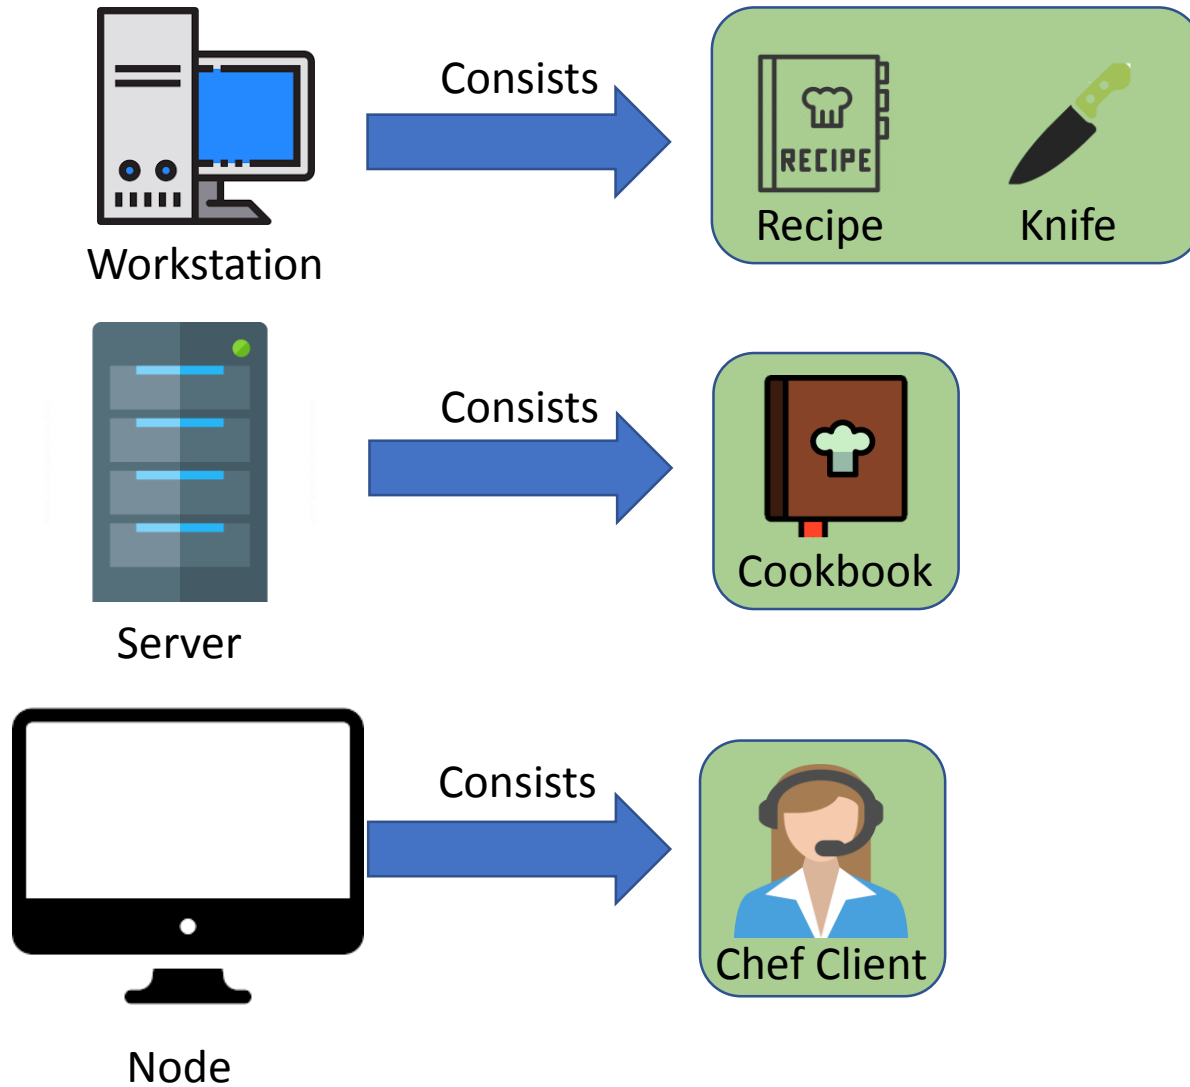 Consists
RECIPE
Recipe
Knife
Workstation
Consists
Cookbook
Server
Consists
Chef Client
Node